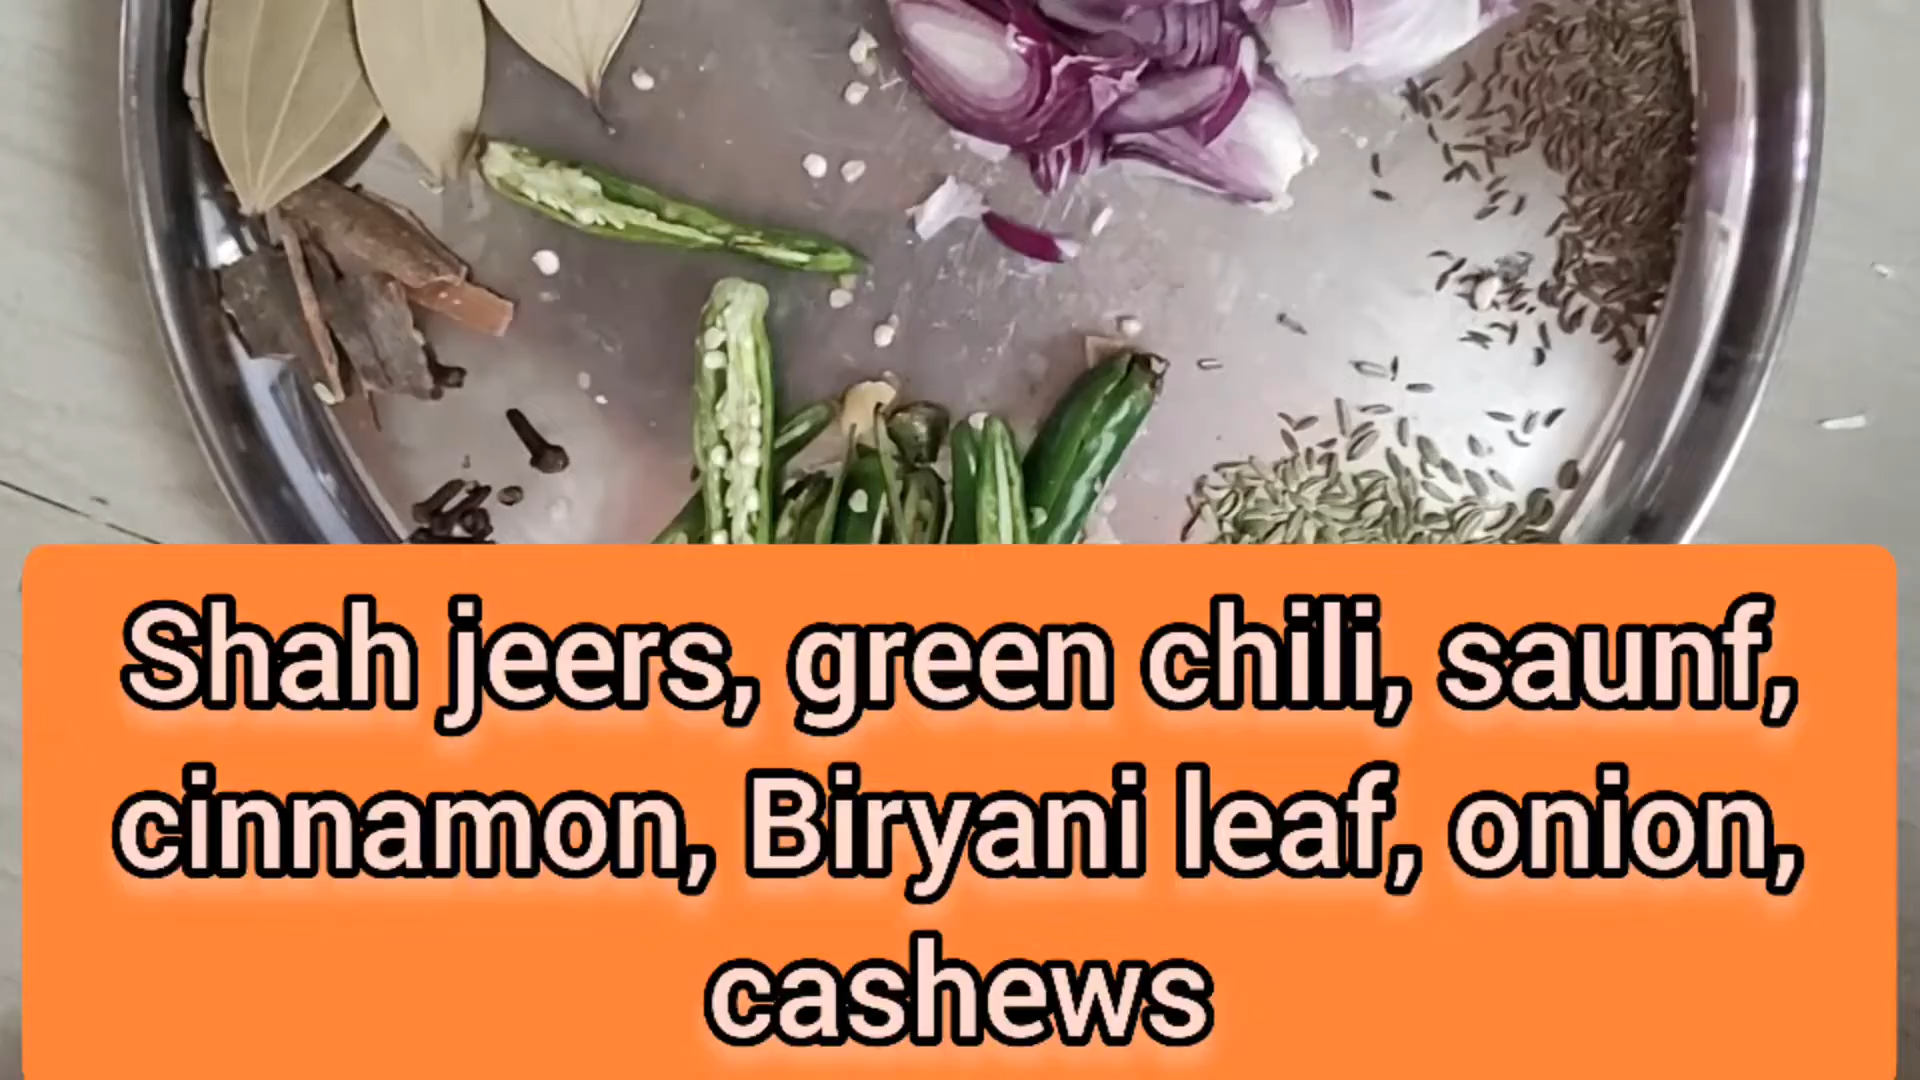 Shah jeers, green chili, saunf,
cinnamon, Biryani leaf, onion,
cashews